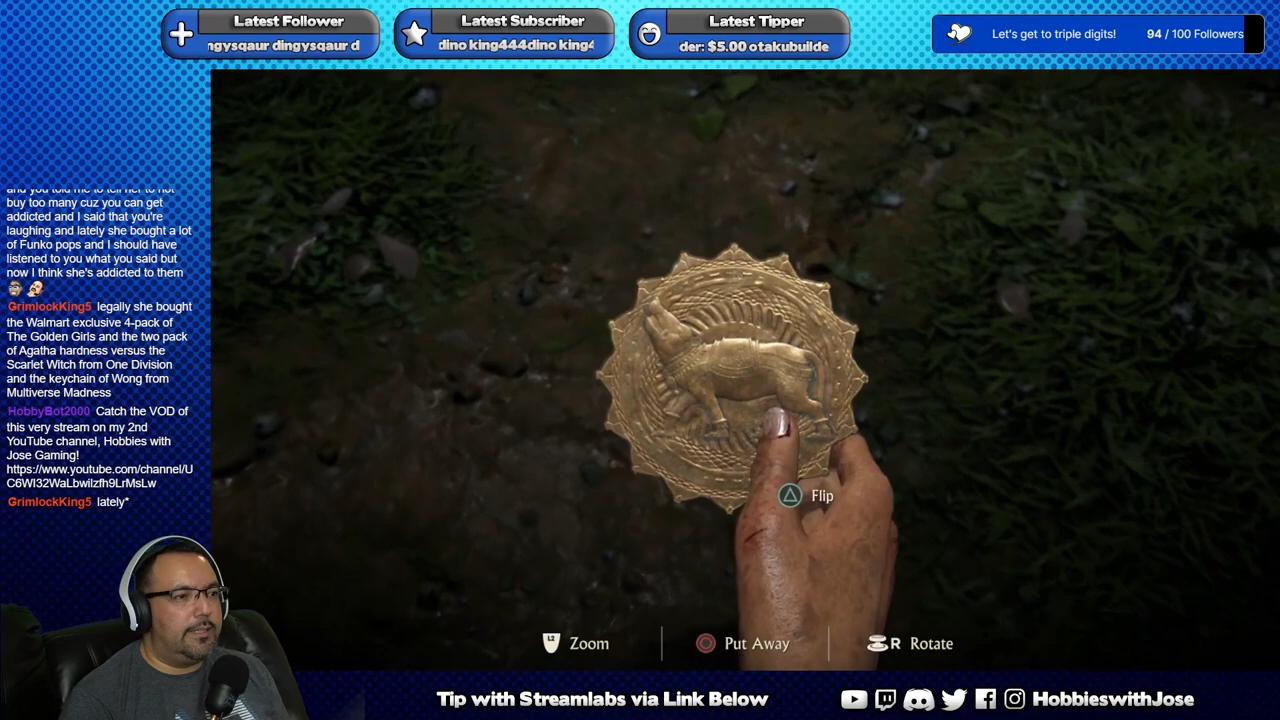 Latest Follower
ngysqaur dingysqaur d
Latest Subscriber
dino king444dino king4
Latest Tipper
der: $5.00 otakubuilde
Let's get to triple digits! 94 / 100 Followers
and you told me to tell her to not
buy too many cuz you can get
addicted and I said that you're
laughing and lately she bought a lot
of Funko pops and I should have
listened to you what you said but
now I think she's addicted to them
GrimlockKing5 legally she bought
the Walmart exclusive 4-pack of
The Golden Girls and the two pack
of Agatha hardness versus the
Scarlet Witch from One Division
and the keychain of Wong from
Multiverse Madness
HobbyBot2000 Catch the VOD of
this very stream on my 2nd
YouTube channel, Hobbies with
Jose Gaming!
https://www.youtube.com/channel/U
C6WI32WaLbwilzfh9LrMsLw
GrimlockKing5 lately*
Flip
L2 Zoom
Put Away
R Rotate
Tip with Streamlabs via Link Below
HobbieswithJose